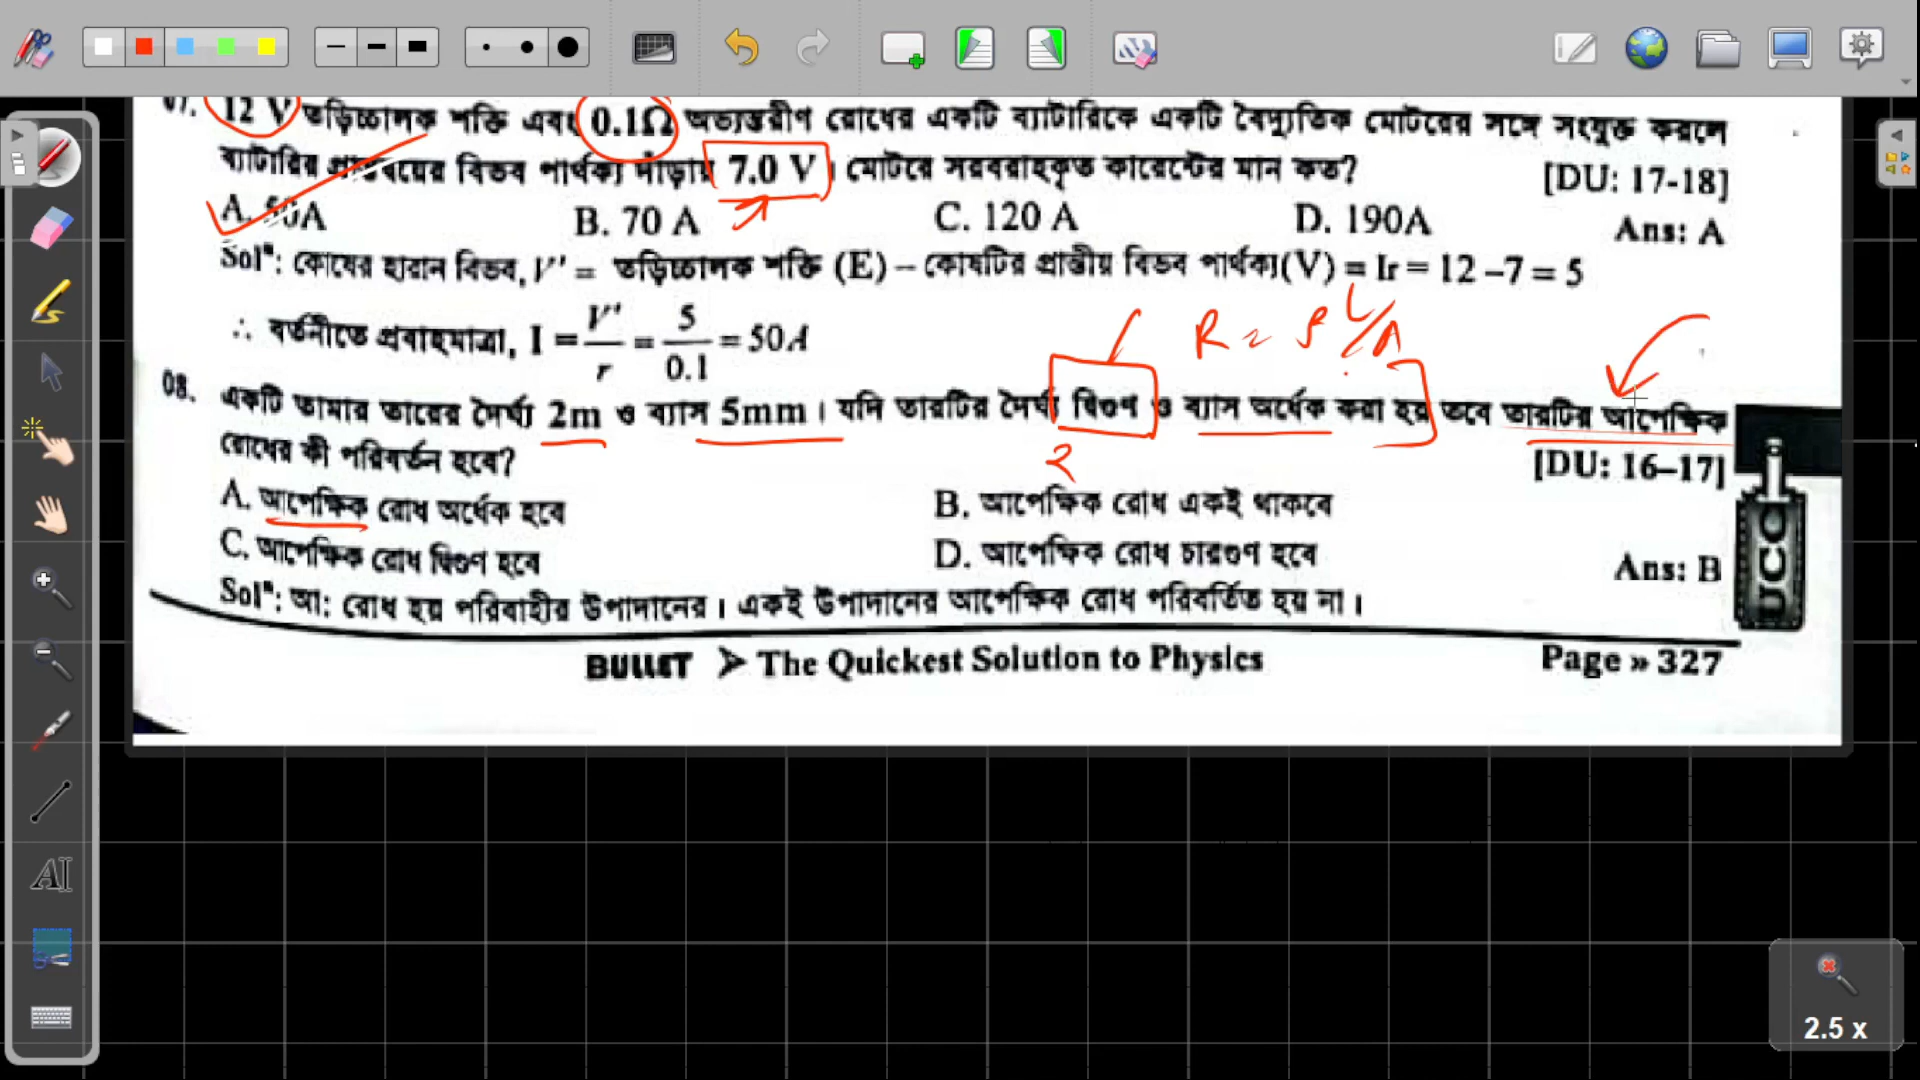 07. 12 V তড়িচ্চালক শক্তি এবং 0.1Ω অভ্যন্তরীণ রোধের একটি ব্যাটারিকে একটি বৈদ্যুতিক মোটরের সঙ্গে সংযুক্ত করলে
ব্যাটারির প্রান্তদ্বয়ের বিভব পার্থক্য দাঁড়ায় 7.0 V। মোটরে সরবরাহকৃত কারেন্টের মান কত? [DU: 17-18]
A. 50A B. 70 A C. 120 A D. 190A Ans: A
Solⁿ: কোষের হারান বিভব, V' = তড়িচ্চালক শক্তি (E) – কোষটির প্রান্তীয় বিভব পার্থক্য(V) = Ir = 12 –7 = 5
∴ বর্তনীতে প্রবাহমাত্রা, I = V'/r = 5/0.1 = 50A
R = ρ L/A
08. একটি তামার তারের দৈর্ঘ্য 2m ও ব্যাস 5mm। যদি তারটির দৈর্ঘ্য দ্বিগুণ ও ব্যাস অর্ধেক করা হয় তবে তারটির আপেক্ষিক
রোধের কী পরিবর্তন হবে? [DU: 16–17]
২
A. আপেক্ষিক রোধ অর্ধেক হবে B. আপেক্ষিক রোধ একই থাকবে
C. আপেক্ষিক রোধ দ্বিগুণ হবে D. আপেক্ষিক রোধ চারগুণ হবে Ans: B
Solⁿ: আ: রোধ হয় পরিবাহীর উপাদানের। একই উপাদানের আপেক্ষিক রোধ পরিবর্তিত হয় না।
UCC
BULLET ➢ The Quickest Solution to Physics Page » 327
AI
2.5 x